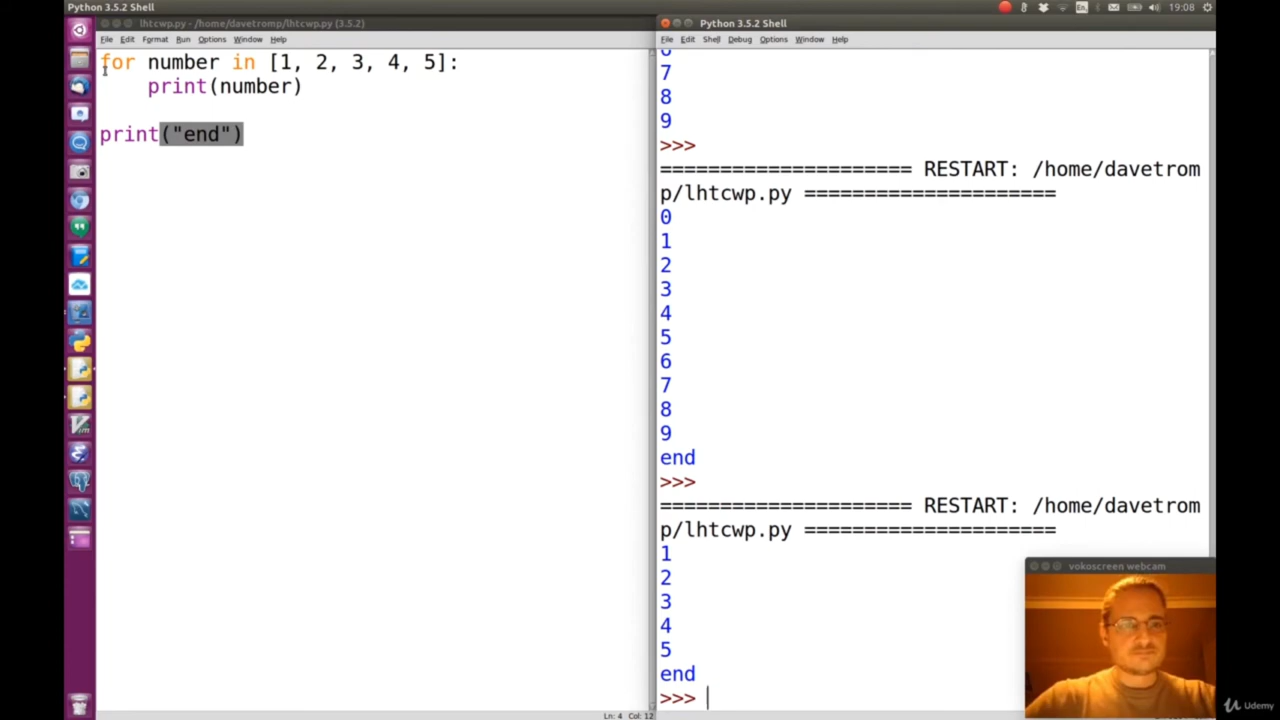 Python 3.5.2 Shell
En
19:08
lhtcwp.py - /home/davetromp/lhtcwp.py (3.5.2)
File Edit Format Run Options Window Help
for number in [1, 2, 3, 4, 5]:
print(number)
print("end")
Ln: 4 Col: 12
Python 3.5.2 Shell
File Edit Shell Debug Options Window Help
7
8
9
>>>
===================== RESTART: /home/davetrom
p/lhtcwp.py =====================
0
1
2
3
4
5
6
7
8
9
end
>>>
===================== RESTART: /home/davetrom
p/lhtcwp.py =====================
1
2
3
4
5
end
>>>
vokoscreen webcam
Udemy